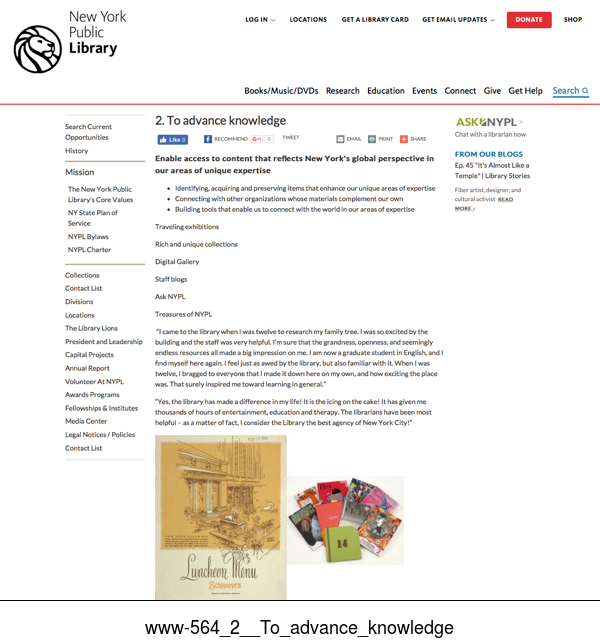 New York
Public
Library
LOG IN
LOCATIONS
GET A LIBRARY CARD
GET EMAIL UPDATES
DONATE
SHOP
Books/Music/DVDs Research Education Events Connect Give Get Help Search
Search Current
Opportunities
History
Mission
The New York Public
Library's Core Values
NY State Plan of
Service
NYPL Bylaws
NYPL Charter
Collections
Contact List
Divisions
Locations
The Library Lions
President and Leadership
Capital Projects
Annual Report
Volunteer At NYPL
Awards Programs
Fellowships & Institutes
Media Center
Legal Notices / Policies
Contact List
2. To advance knowledge
Like 0
RECOMMEND
G+1 0
TWEET
EMAIL
PRINT
SHARE
Enable access to content that reflects New York's global perspective in
our areas of unique expertise
• Identifying, acquiring and preserving items that enhance our unique areas of expertise
• Connecting with other organizations whose materials complement our own
• Building tools that enable us to connect with the world in our areas of expertise
Traveling exhibitions
Rich and unique collections
Digital Gallery
Staff blogs
Ask NYPL
Treasures of NYPL
"I came to the library when I was twelve to research my family tree. I was so excited by the
building and the staff was very helpful. I'm sure that the grandness, openness, and seemingly
endless resources all made a big impression on me. I am now a graduate student in English, and I
find myself here again. I feel just as awed by the library, but also familiar with it. When I was
twelve, I bragged to everyone that I made it down here on my own, and how exciting the place
was. That surely inspired me toward learning in general."
"Yes, the library has made a difference in my life! It is the icing on the cake! It has given me
thousands of hours of entertainment, education and therapy. The librarians have been most
helpful – as a matter of fact, I consider the Library the best agency of New York City!"
Luncheon Menu
Schrafft's
14
ASK NYPL >
Chat with a librarian now
FROM OUR BLOGS
Ep. 45 "It's Almost Like a
Temple" | Library Stories
Fiber artist, designer, and
cultural activist READ
MORE ›
www-564_2__To_advance_knowledge